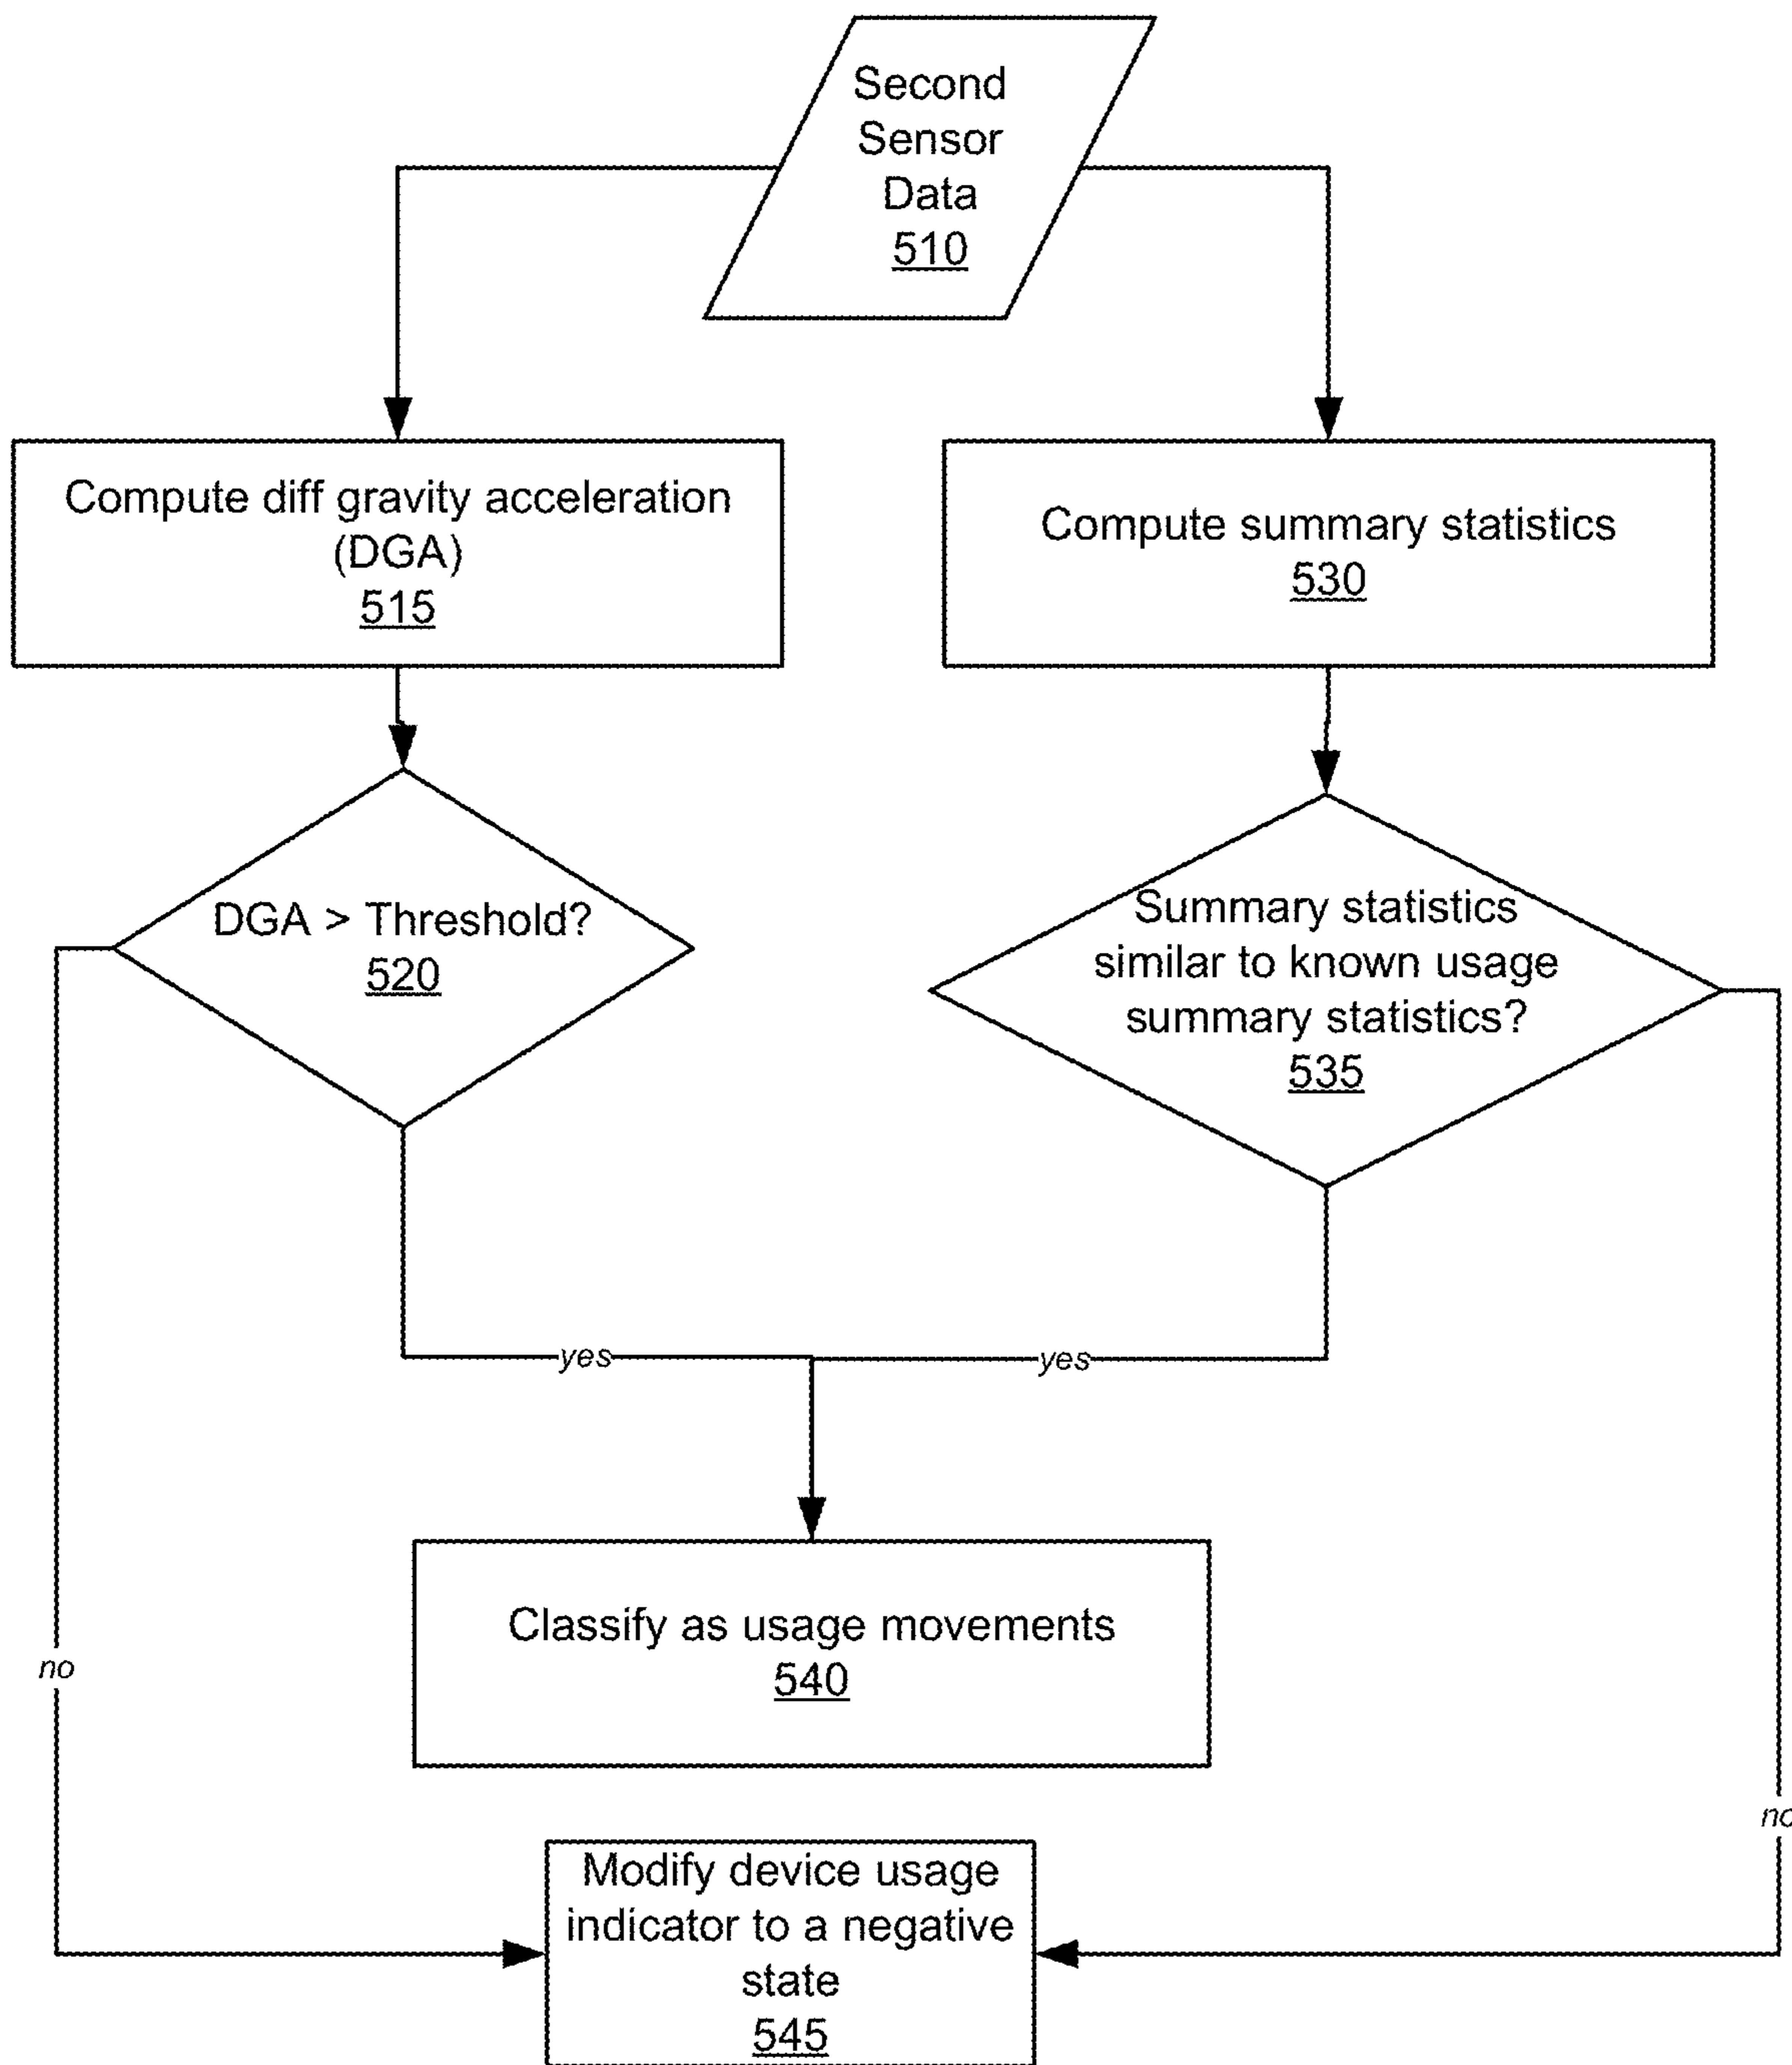 Second
Sensor
Data
510
Compute diff gravity acceleration
(DGA)
515
Compute summary statistics
530
DGA > Threshold?
520
Summary statistics
similar to known usage
summary statistics?
535
yes
yes
Classify as usage movements
540
no
no
Modify device usage
indicator to a negative
state
545